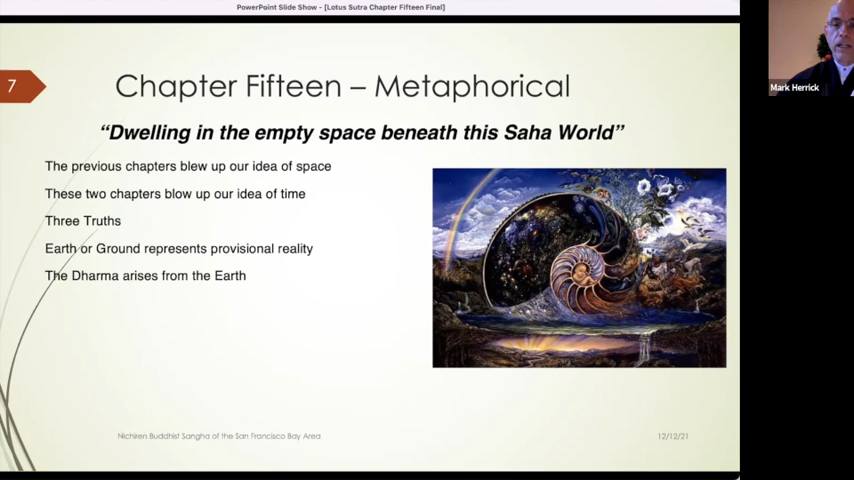 PowerPoint Slide Show - [Lotus Sutra Chapter Fifteen Final]
7
Chapter Fifteen – Metaphorical
“Dwelling in the empty space beneath this Saha World”
The previous chapters blew up our idea of space
These two chapters blow up our idea of time
Three Truths
Earth or Ground represents provisional reality
The Dharma arises from the Earth
Nichiren Buddhist Sangha of the San Francisco Bay Area
12/12/21
Mark Herrick